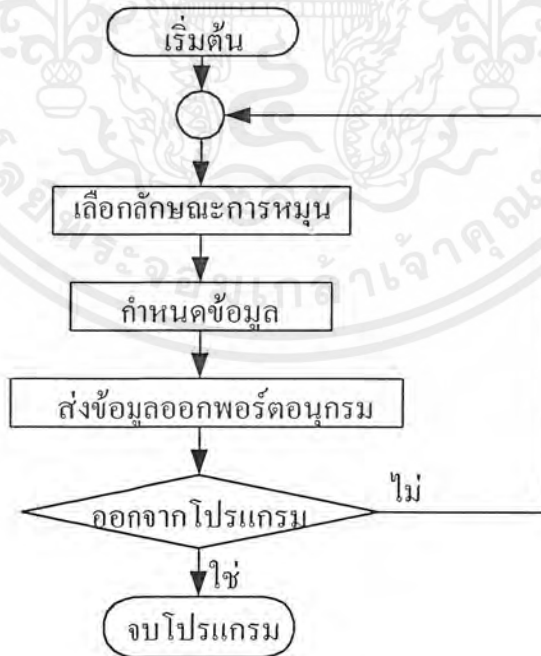 เริ่มต้น
เลือกลักษณะการหมุน
กำหนดข้อมูล
ส่งข้อมูลออกพอร์ตอนุกรม
ออกจากโปรแกรม
ไม่
ใช่
จบโปรแกรม